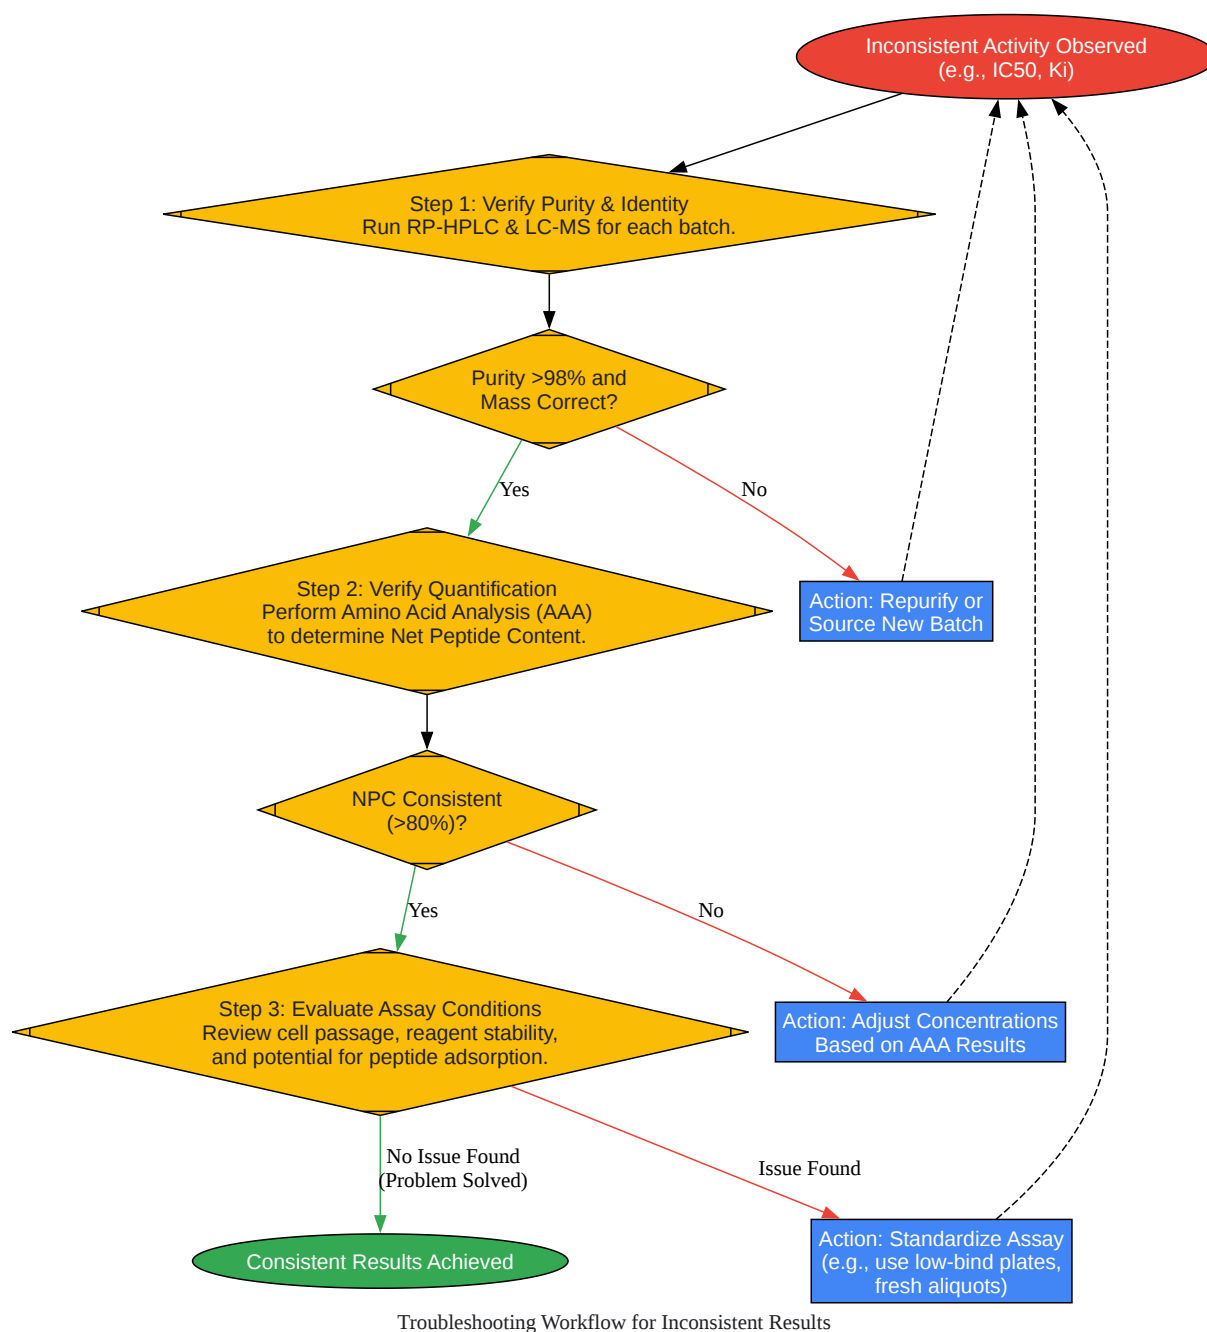 Inconsistent Activity Observed
(e.g., IC50, Ki)
Step 1: Verify Purity & Identity
Run RP-HPLC & LC-MS for each batch.
Purity >98% and
Mass Correct?
Yes
No
Step 2: Verify Quantification
Perform Amino Acid Analysis (AAA)
to determine Net Peptide Content.
Action: Repurify or
Source New Batch
NPC Consistent
(>80%)?
Yes
No
Step 3: Evaluate Assay Conditions
Review cell passage, reagent stability,
and potential for peptide adsorption.
Action: Adjust Concentrations
Based on AAA Results
No Issue Found
(Problem Solved)
Issue Found
Consistent Results Achieved
Action: Standardize Assay
(e.g., use low-bind plates,
fresh aliquots)
Troubleshooting Workflow for Inconsistent Results